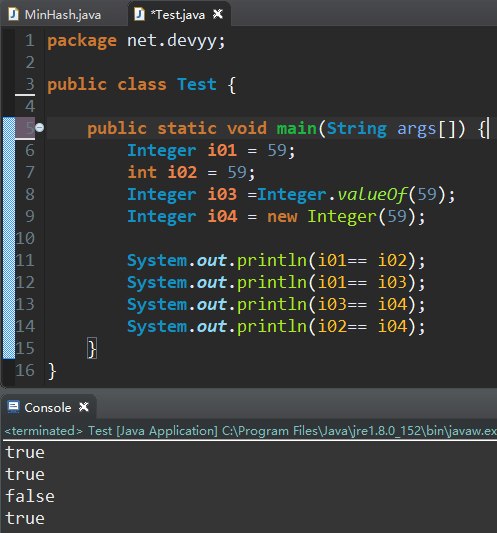 MinHash.java *Test.java
1 package net.devyy;
2
3 public class Test {
4
5 public static void main(String args[]) {
6 Integer i01 = 59;
7 int i02 = 59;
8 Integer i03 =Integer.valueOf(59);
9 Integer i04 = new Integer(59);
10
11 System.out.println(i01== i02);
12 System.out.println(i01== i03);
13 System.out.println(i03== i04);
14 System.out.println(i02== i04);
15 }
16 }
Console
<terminated> Test [Java Application] C:\Program Files\Java\jre1.8.0_152\bin\javaw.ex
true
true
false
true